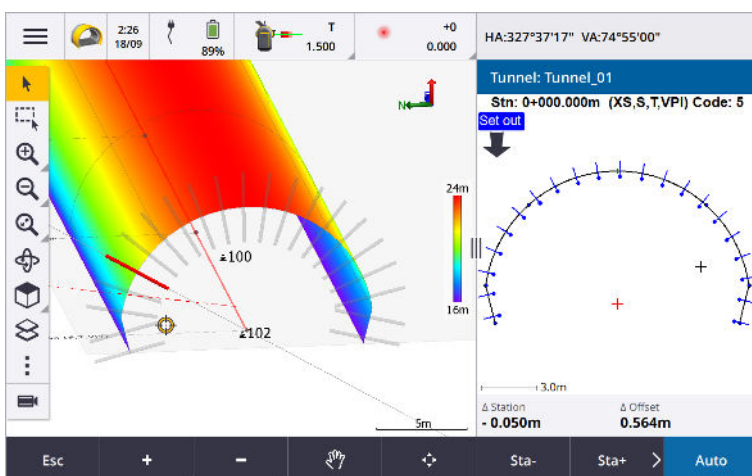 2:26
18/09
89%
T
1.500
+0
0.000
HA:327°37'17" VA:74°55'00"
Tunnel: Tunnel_01
Stn: 0+000.000m (XS,S,T,VPI) Code: 5
Set out
N
24m
16m
100
102
5m
3.0m
Δ Station
Δ Offset
- 0.050m
0.564m
Esc
+
-
Sta-
Sta+
Auto